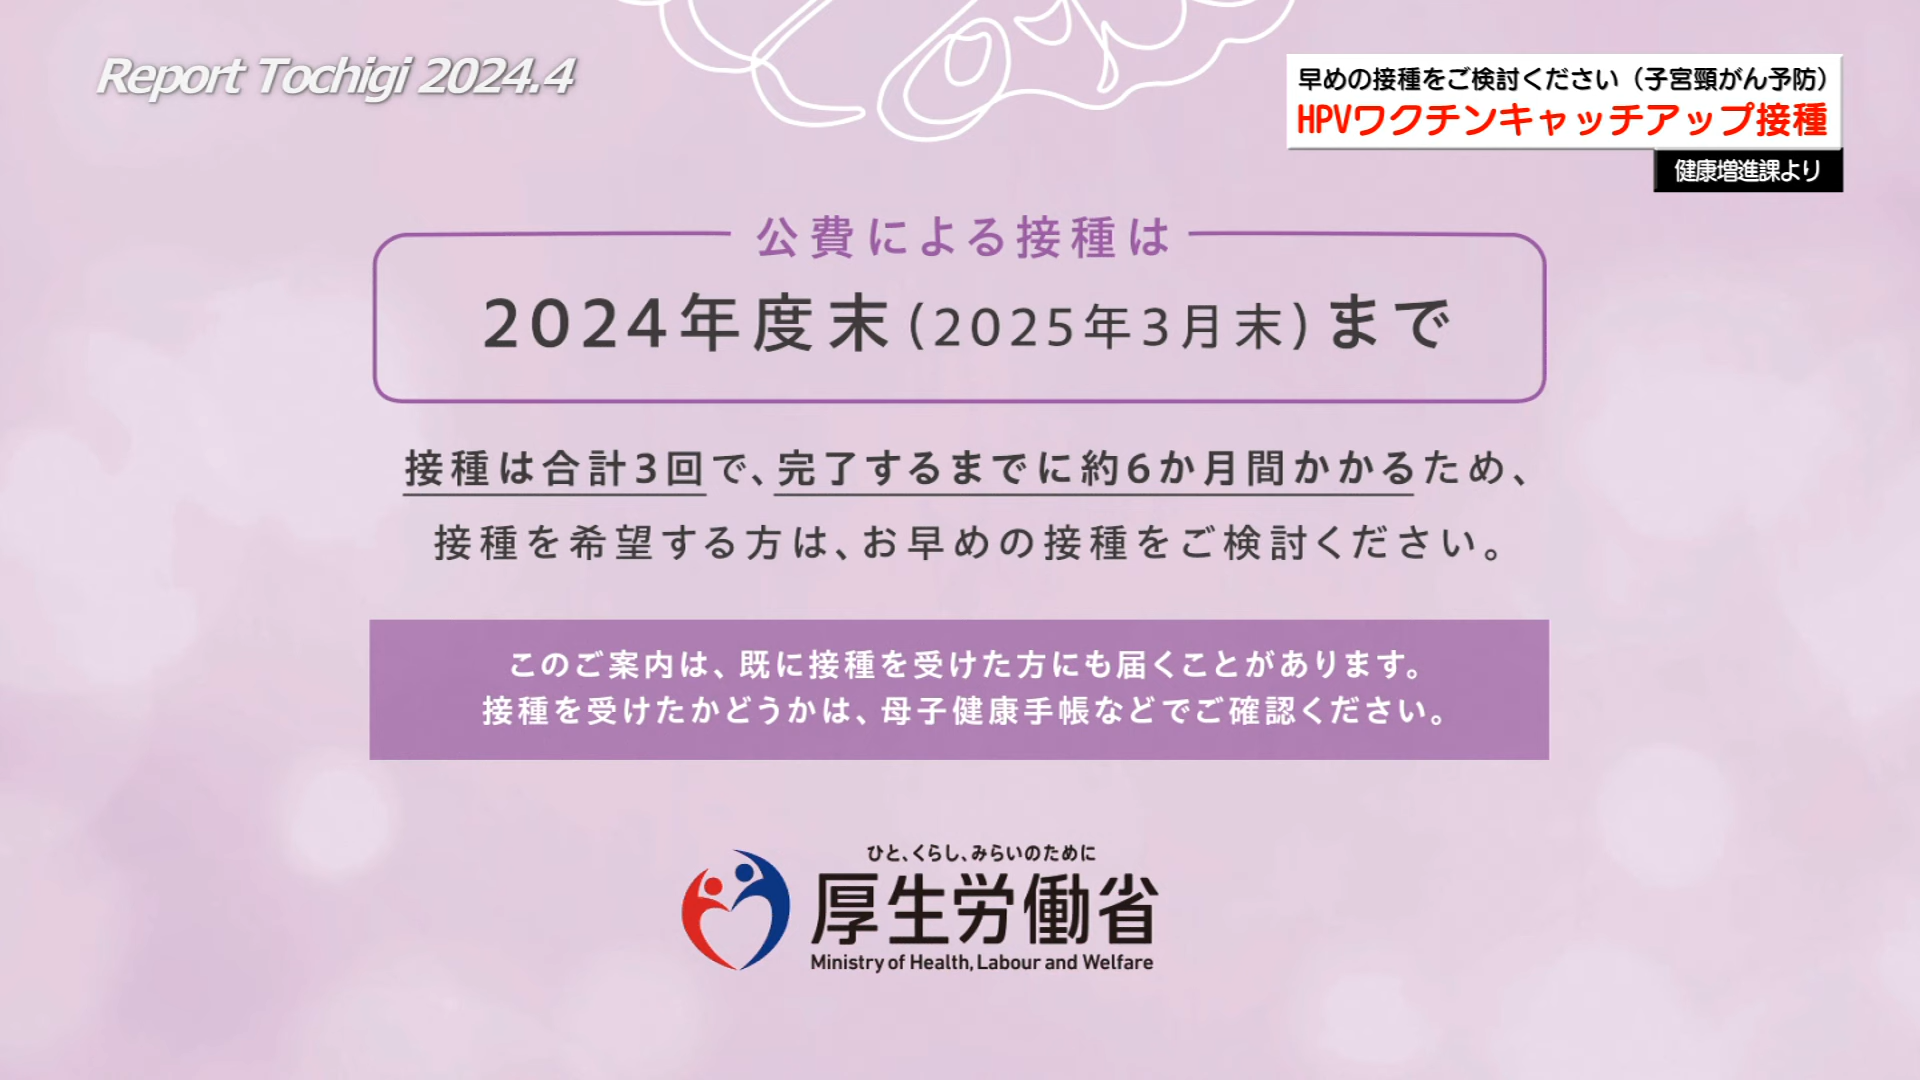 Report Tochigi 2024.4
早めの接種をご検討ください（子宮頸がん予防）
HPVワクチンキャッチアップ接種
健康増進課より
公費による接種は
2024年度末(2025年3月末)まで
接種は合計3回で、完了するまでに約6か月間かかるため、
接種を希望する方は、お早めの接種をご検討ください。
このご案内は、既に接種を受けた方にも届くことがあります。
接種を受けたかどうかは、母子健康手帳などでご確認ください。
ひと、くらし、みらいのために
厚生労働省
Ministry of Health, Labour and Welfare